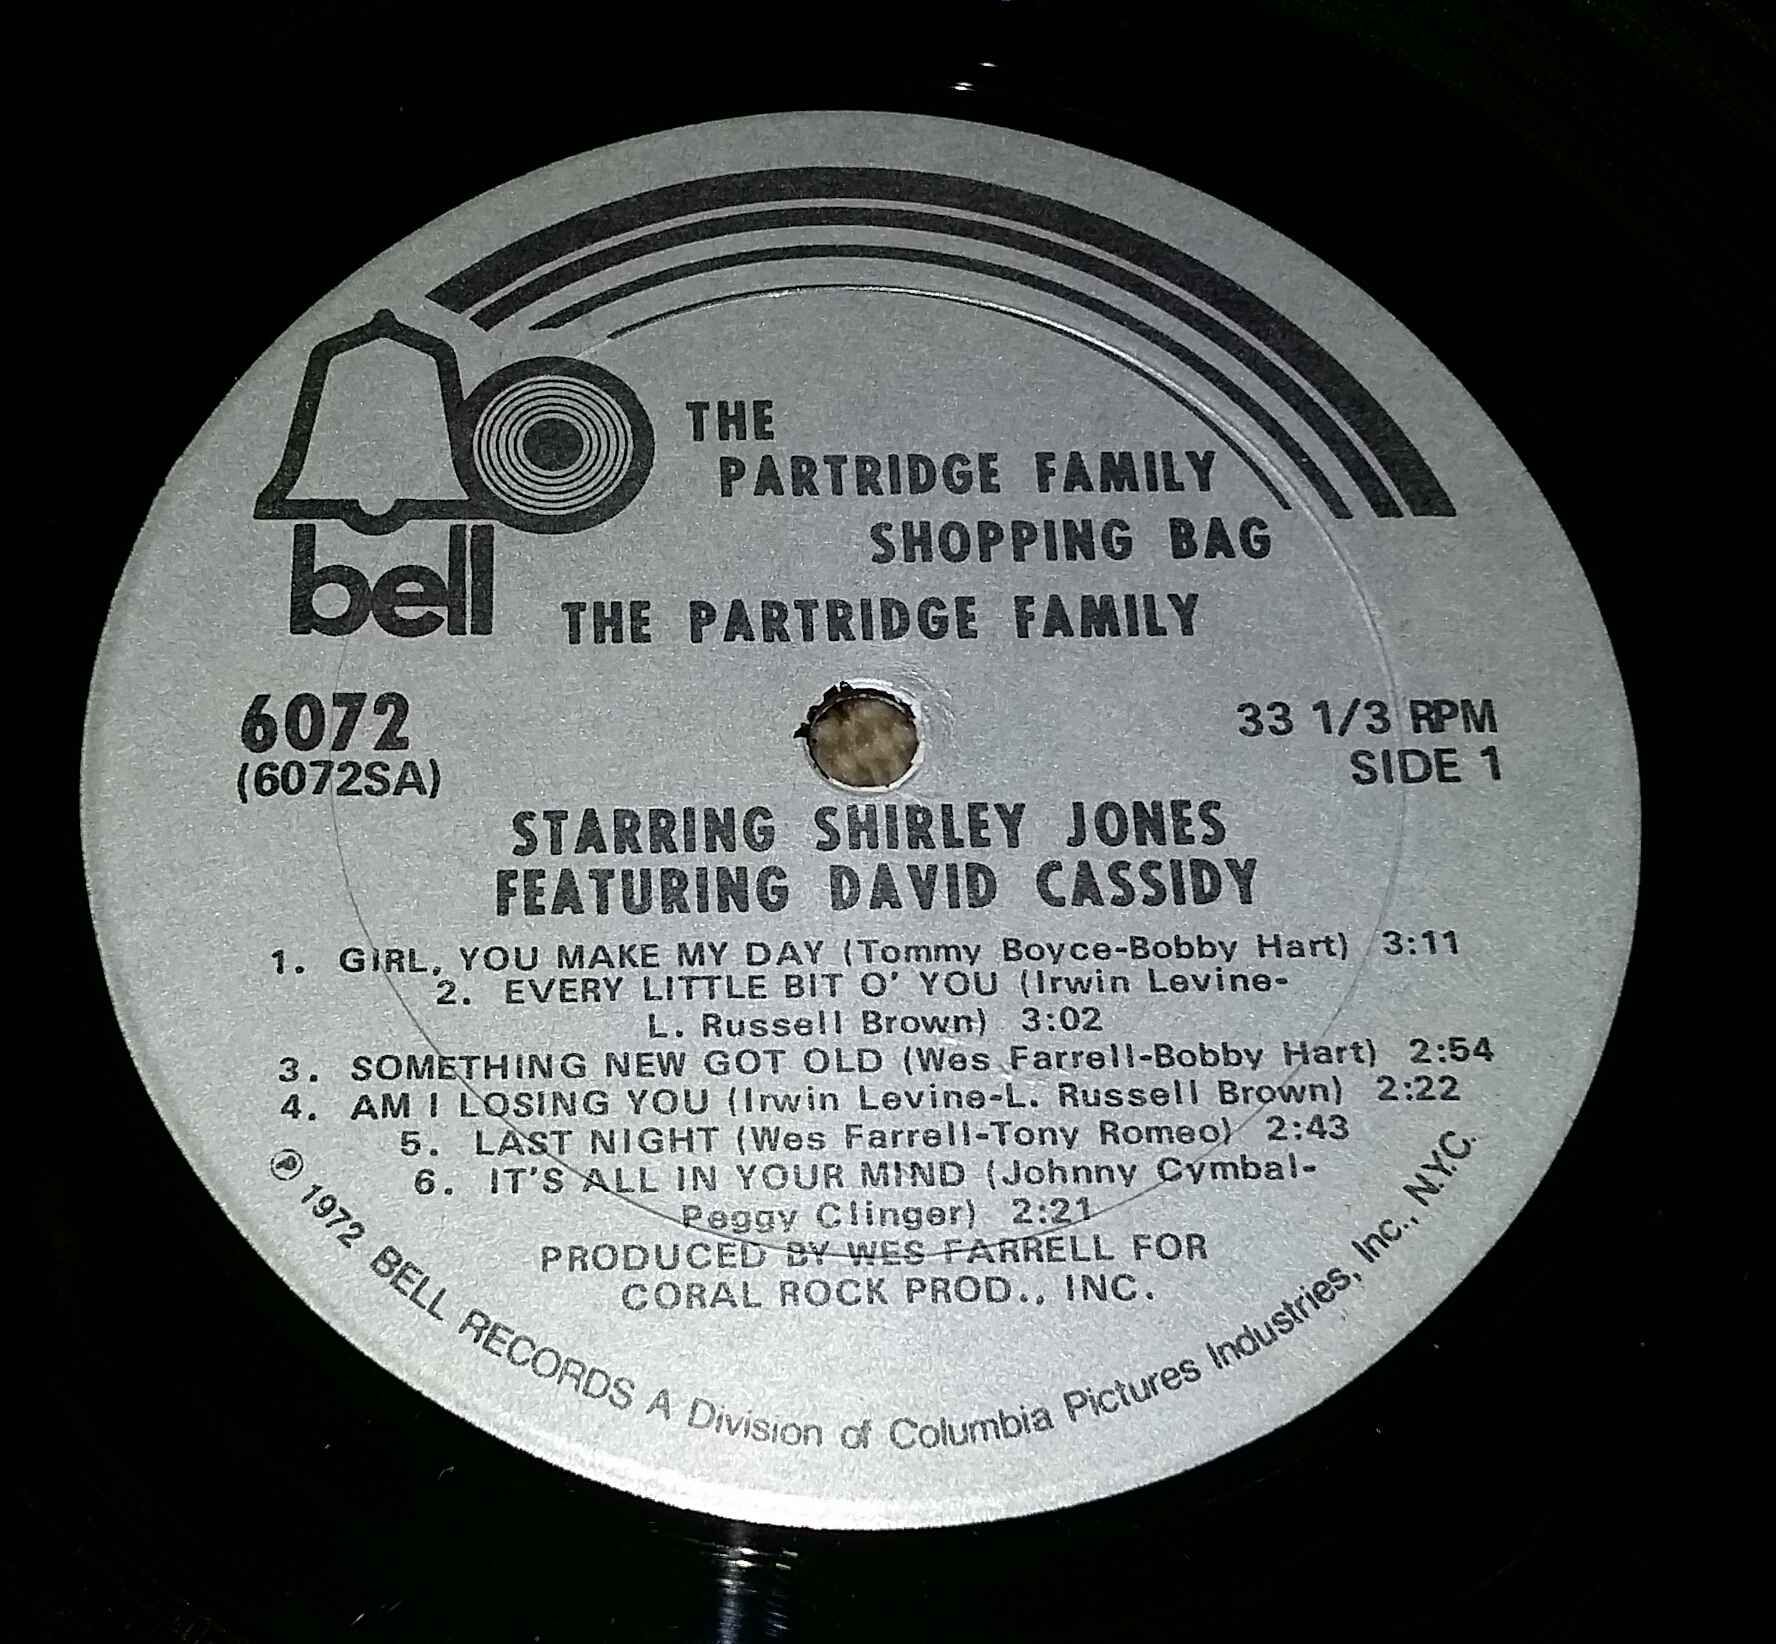 THE
PARTRIDGE FAMILY
SHOPPING BAG
bell
THE PARTRIDGE FAMILY
6072
(6072SA)
33 1/3 RPM
SIDE 1
STARRING SHIRLEY JONES
FEATURING DAVID CASSIDY
1. GIRL, YOU MAKE MY DAY (Tommy Boyce-Bobby Hart) 3:11
2. EVERY LITTLE BIT O' YOU (Irwin Levine-
L. Russell Brown) 3:02
3. SOMETHING NEW GOT OLD (Wes Farrell-Bobby Hart) 2:54
4. AM I LOSING YOU (Irwin Levine-L. Russell Brown) 2:22
5. LAST NIGHT (Wes Farrell-Tony Romeo) 2:43
6. IT'S ALL IN YOUR MIND (Johnny Cymbal-
Peggy Clinger) 2:21
PRODUCED BY WES FARRELL FOR
CORAL ROCK PROD., INC.
℗ 1972 BELL RECORDS A Division of Columbia Pictures Industries, Inc., N.Y.C.